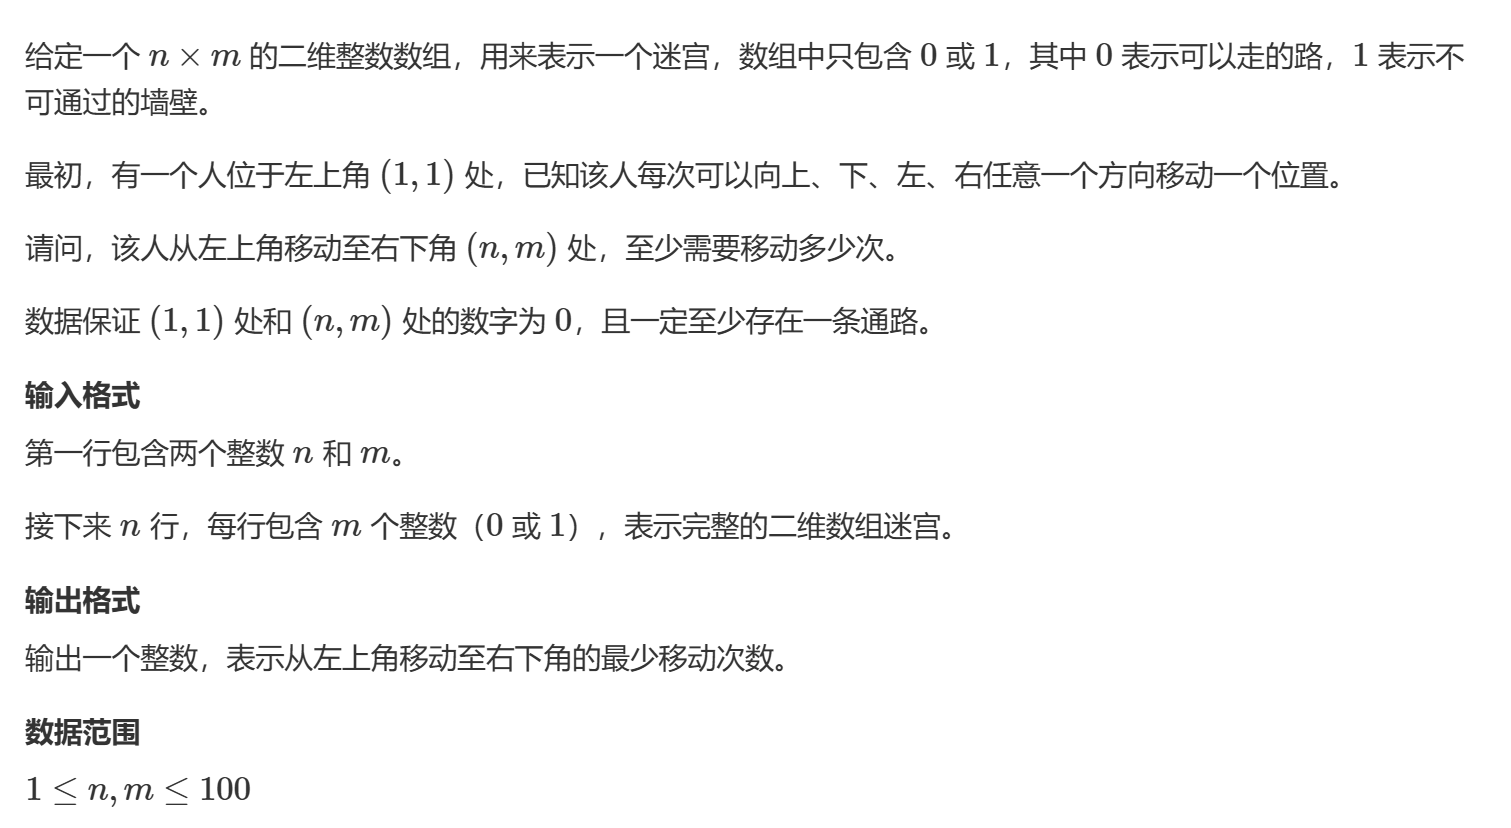 给定一个 n × m 的二维整数数组，用来表示一个迷宫，数组中只包含 0 或 1，其中 0 表示可以走的路，1 表示不
可通过的墙壁。
最初，有一个人位于左上角 (1, 1) 处，已知该人每次可以向上、下、左、右任意一个方向移动一个位置。
请问，该人从左上角移动至右下角 (n, m) 处，至少需要移动多少次。
数据保证 (1, 1) 处和 (n, m) 处的数字为 0，且一定至少存在一条通路。
输入格式
第一行包含两个整数 n 和 m。
接下来 n 行，每行包含 m 个整数（0 或 1），表示完整的二维数组迷宫。
输出格式
输出一个整数，表示从左上角移动至右下角的最少移动次数。
数据范围
1 ≤ n, m ≤ 100